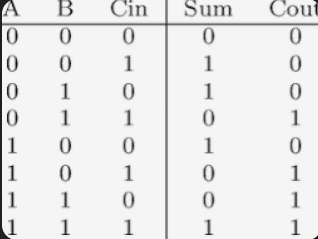 A B Cin Sum Cout
0 0 0 0 0
0 0 1 1 0
0 1 0 1 0
0 1 1 0 1
1 0 0 1 0
1 0 1 0 1
1 1 0 0 1
1 1 1 1 1